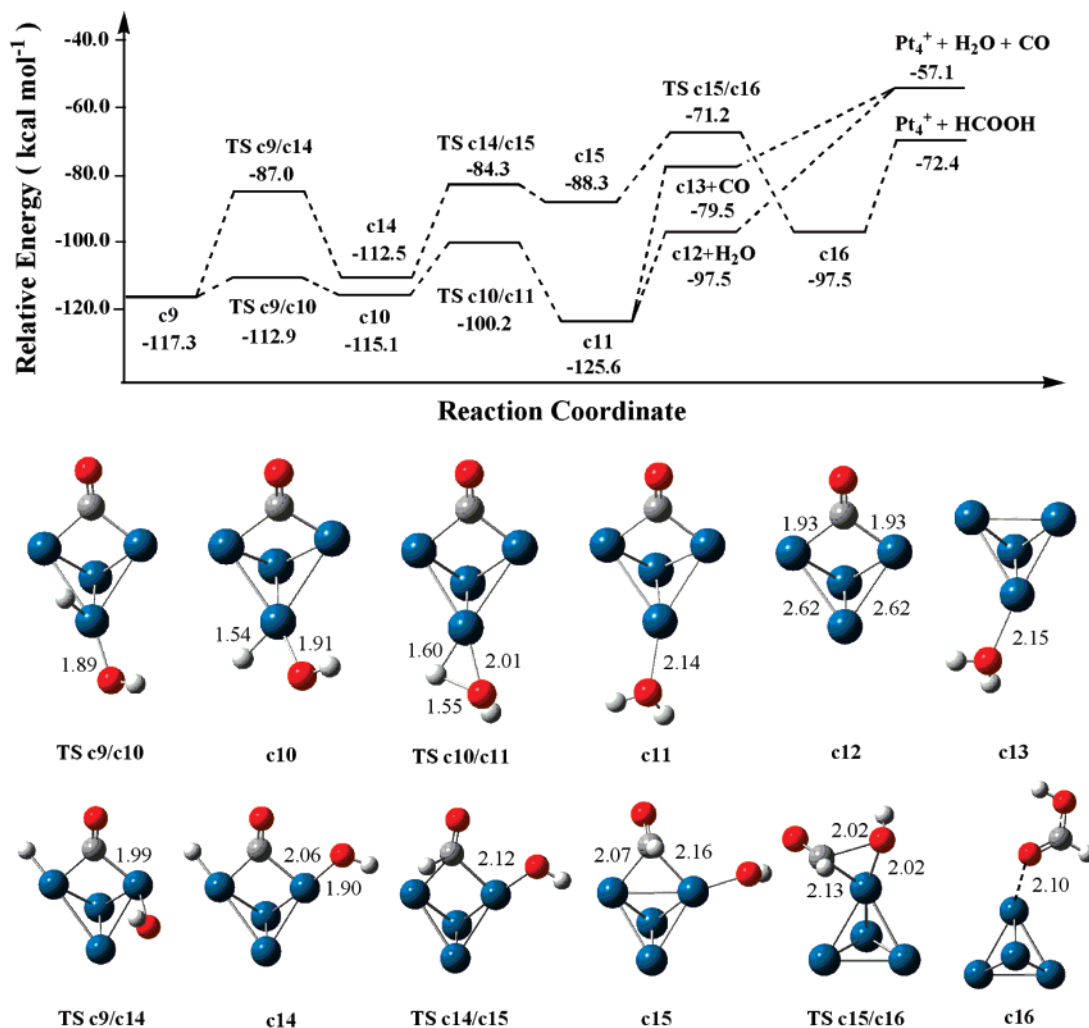 Relative Energy ( kcal mol⁻¹ )
-40.0
-60.0
-80.0
-100.0
-120.0
Pt₄⁺ + H₂O + CO
-57.1
TS c15/c16
-71.2
Pt₄⁺ + HCOOH
-72.4
TS c9/c14
-87.0
TS c14/c15
-84.3
c15
-88.3
c13+CO
-79.5
c14
-112.5
c12+H₂O
-97.5
c16
-97.5
c9
-117.3
TS c9/c10
-112.9
c10
-115.1
TS c10/c11
-100.2
c11
-125.6
Reaction Coordinate
1.89
1.54
1.91
1.60
2.01
1.55
2.14
1.93
1.93
2.62
2.62
2.15
TS c9/c10
c10
TS c10/c11
c11
c12
c13
1.99
2.06
1.90
2.12
2.07
2.16
2.02
2.02
2.13
2.10
TS c9/c14
c14
TS c14/c15
c15
TS c15/c16
c16